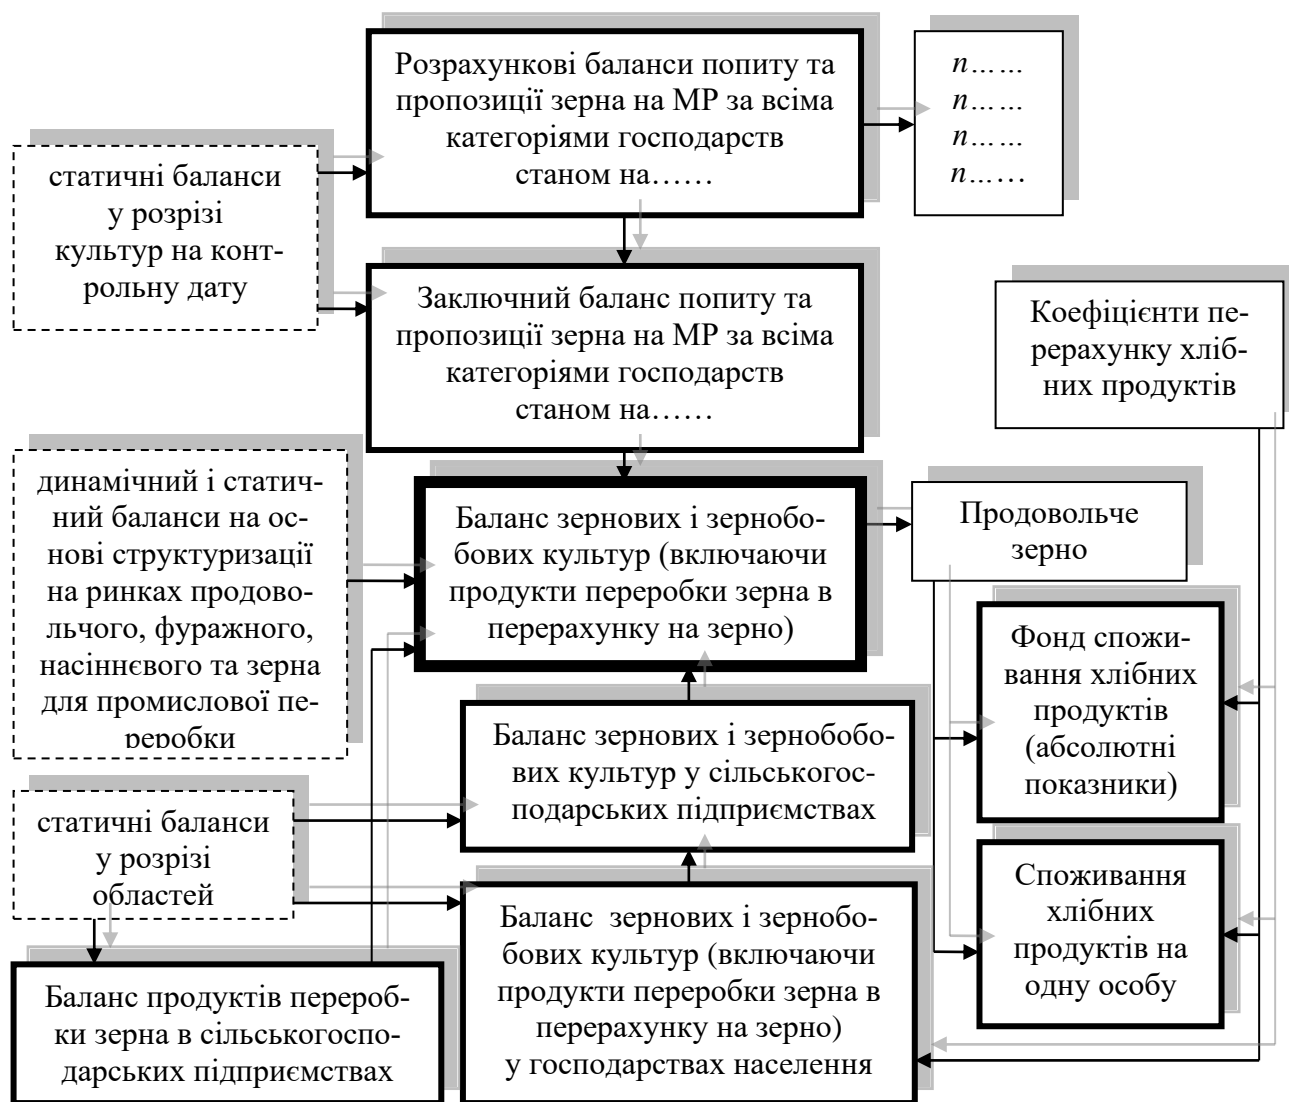 Розрахункові баланси попиту та
пропозиції зерна на МР за всіма
категоріями господарств
станом на……
n……
n……
n……
n……
статичні баланси
у розрізі
культур на конт-
рольну дату
Заключний баланс попиту та
пропозиції зерна на МР за всіма
категоріями господарств
станом на……
Коефіцієнти пе-
рерахунку хліб-
них продуктів
динамічний і статич-
ний баланси на ос-
нові структуризації
на ринках продово-
льчого, фуражного,
насіннєвого та зерна
для промислової пе-
реробки
Баланс зернових і зернобо-
бових культур (включаючи
продукти переробки зерна в
перерахунку на зерно)
Продовольче
зерно
Фонд спожи-
вання хлібних
продуктів
(абсолютні
показники)
Баланс зернових і зернобобо-
вих культур у сільськогос-
подарських підприємствах
статичні баланси
у розрізі
областей
Споживання
хлібних
продуктів на
одну особу
Баланс зернових і зернобо-
бових культур (включаючи
продукти переробки зерна в
перерахунку на зерно)
у господарствах населення
Баланс продуктів перероб-
ки зерна в сільськогоспо-
дарських підприємствах